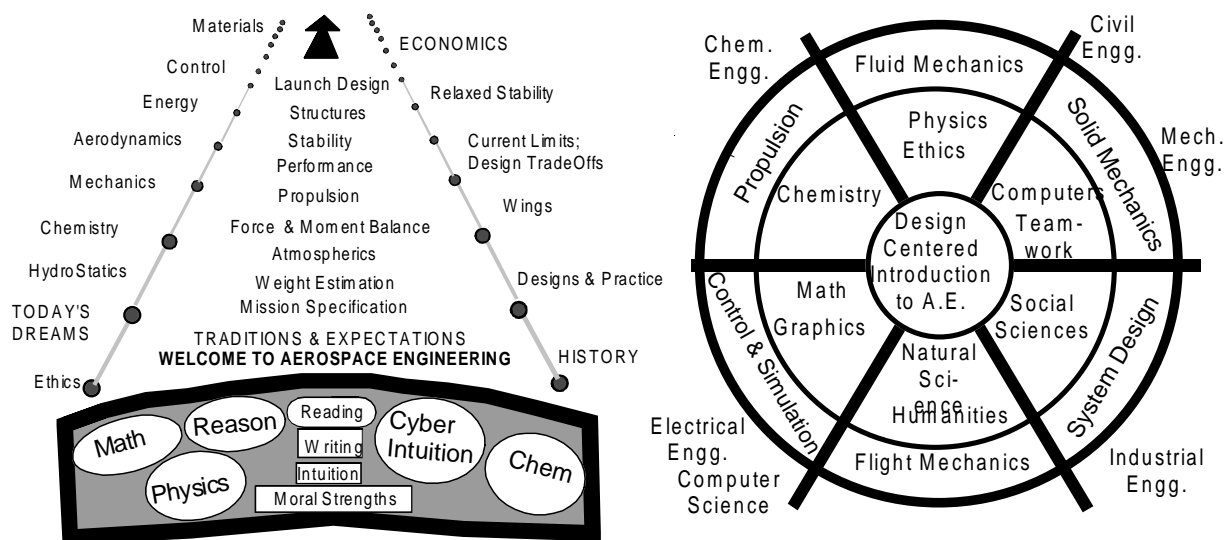 Materials
Control
Energy
Aerodynamics
Mechanics
Chemistry
HydroStatics
TODAY'S
DREAMS
Ethics
Launch Design
Structures
Stability
Performance
Propulsion
Force & Moment Balance
Atmospherics
Weight Estimation
Mission Specification
TRADITIONS & EXPECTATIONS
WELCOME TO AEROSPACE ENGINEERING
ECONOMICS
Relaxed Stability
Current Limits;
Design TradeOffs
Wings
Designs & Practice
HISTORY
Math
Reason
Physics
Reading
Writing
Intuition
Moral Strengths
Cyber
Intuition
Chem
Chem.
Engg.
Civil
Engg.
Mech.
Engg.
Industrial
Engg.
Electrical
Engg.
Computer
Science
Fluid Mechanics
Solid Mechanics
System Design
Flight Mechanics
Control & Simulation
Propulsion
Physics
Ethics
Computers
Team-
work
Social
Sciences
Natural
Sci-
ence
Humanities
Math
Graphics
Chemistry
Design
Centered
Introduction
to A.E.